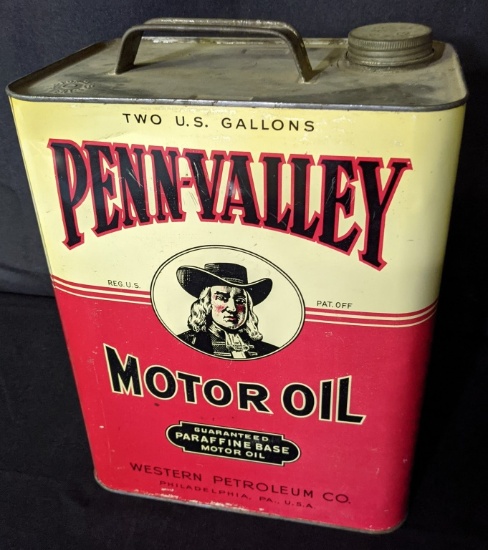 TWO U.S. GALLONS
PENN-VALLEY
REG. U.S. PAT. OFF
MOTOR OIL
GUARANTEED
PARAFFINE BASE
MOTOR OIL
WESTERN PETROLEUM CO.
PHILADELPHIA, PA., U.S.A